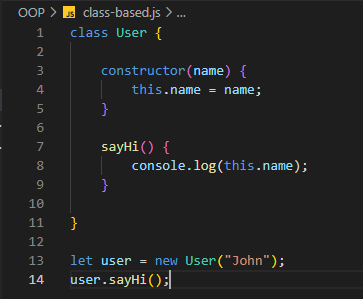 OOP > JS class-based.js > ...
1 class User {
2
3     constructor(name) {
4         this.name = name;
5     }
6
7     sayHi() {
8         console.log(this.name);
9     }
10
11 }
12
13 let user = new User("John");
14 user.sayHi();